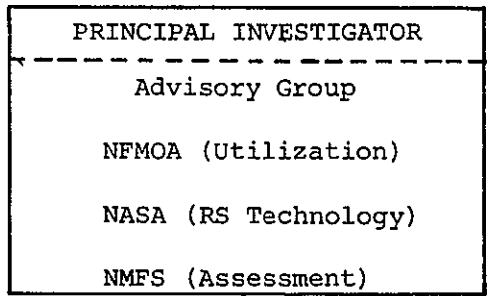 PRINCIPAL INVESTIGATOR
Advisory Group
NFMOA (Utilization)
NASA (RS Technology)
NMFS (Assessment)